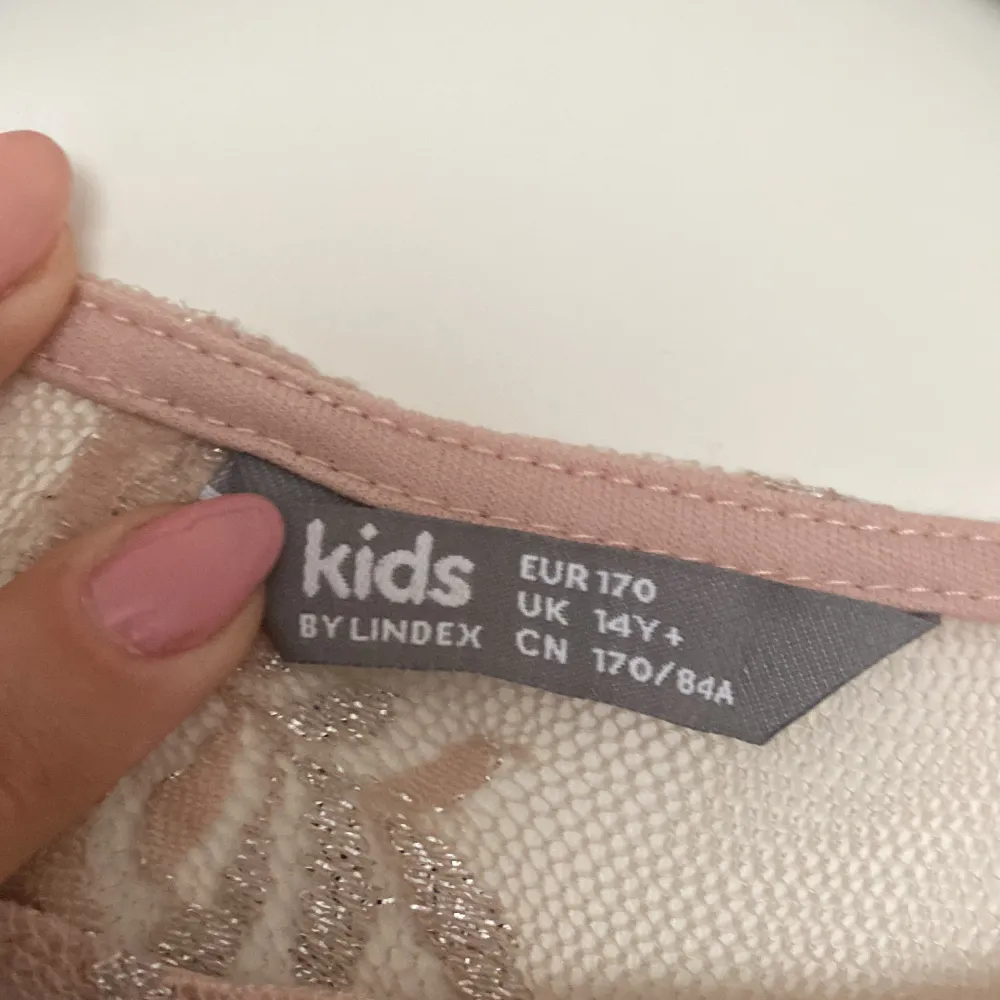 kids
BY LINDEX
EUR 170
UK 14Y+
CN 170/84A